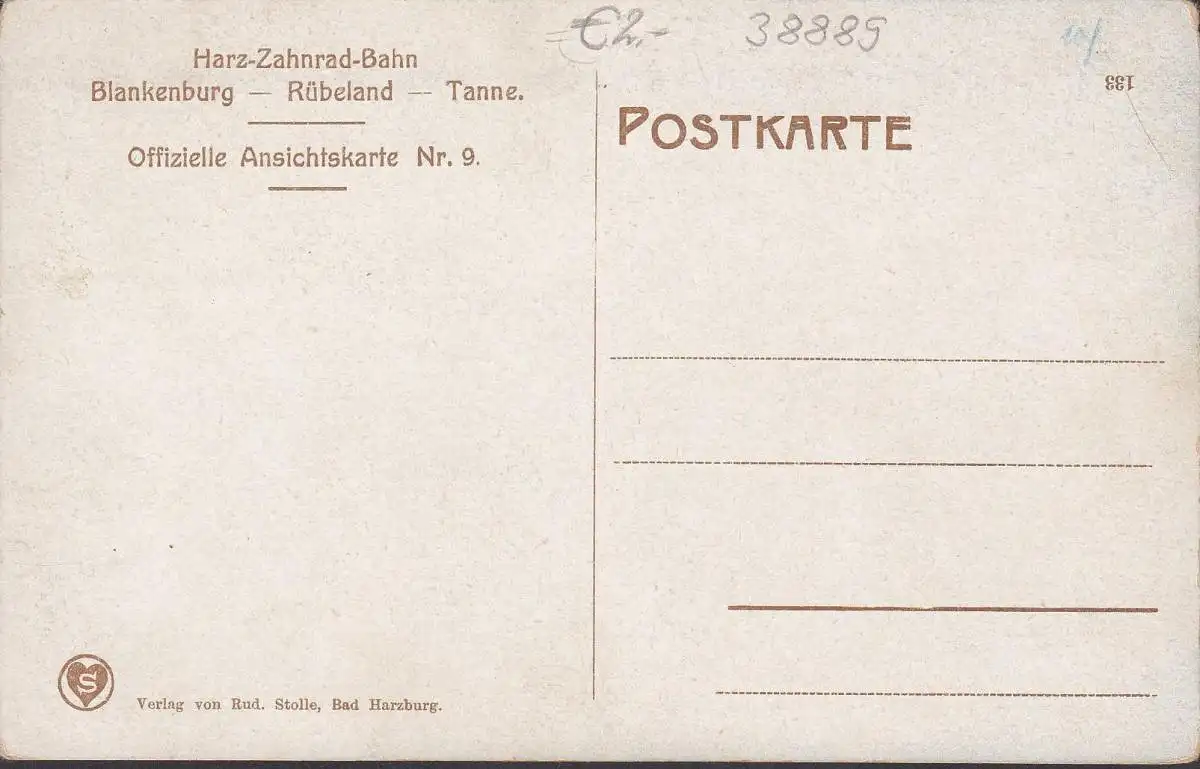 €2.- 38889
133
Harz-Zahnrad-Bahn
Blankenburg — Rübeland — Tanne.
Offizielle Ansichtskarte Nr. 9.
POSTKARTE
S
Verlag von Rud. Stolle, Bad Harzburg.